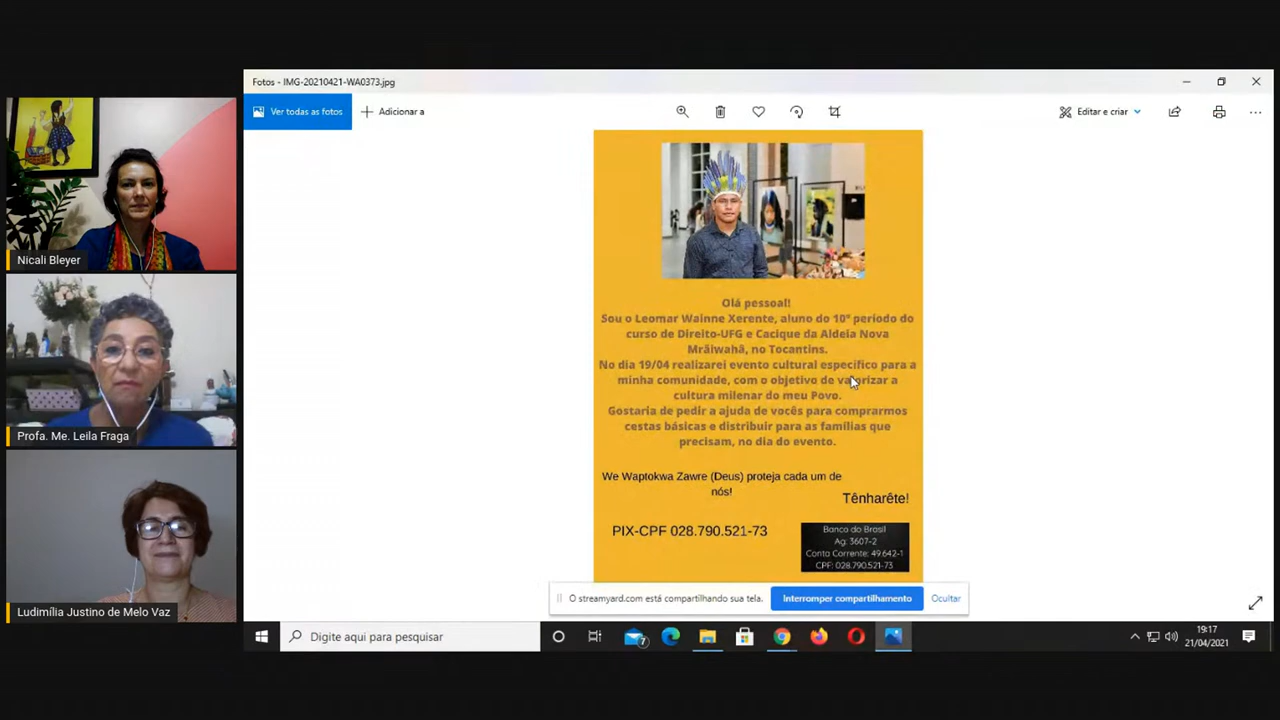 Fotos - IMG-20210421-WA0373.jpg
Ver todas as fotos
Adicionar a
Editar e criar
Nicali Bleyer
Profa. Me. Leila Fraga
Ludimília Justino de Melo Vaz
Olá pessoal!
Sou o Leomar Wainne Xerente, aluno do 10º período do
curso de Direito-UFG e Cacique da Aldeia Nova
Mrãiwahã, no Tocantins.
No dia 19/04 realizarei evento cultural específico para a
minha comunidade, com o objetivo de valorizar a
cultura milenar do meu Povo.
Gostaria de pedir a ajuda de vocês para comprarmos
cestas básicas e distribuir para as famílias que
precisam, no dia do evento.
We Waptokwa Zawre (Deus) proteja cada um de
nós!
Tênharête!
PIX-CPF 028.790.521-73
Banco do Brasil
Ag: 3607-2
Conta Corrente: 49.642-1
CPF: 028.790.521-73
O streamyard.com está compartilhando sua tela.
Interromper compartilhamento
Ocultar
Digite aqui para pesquisar
7
19:17
21/04/2021